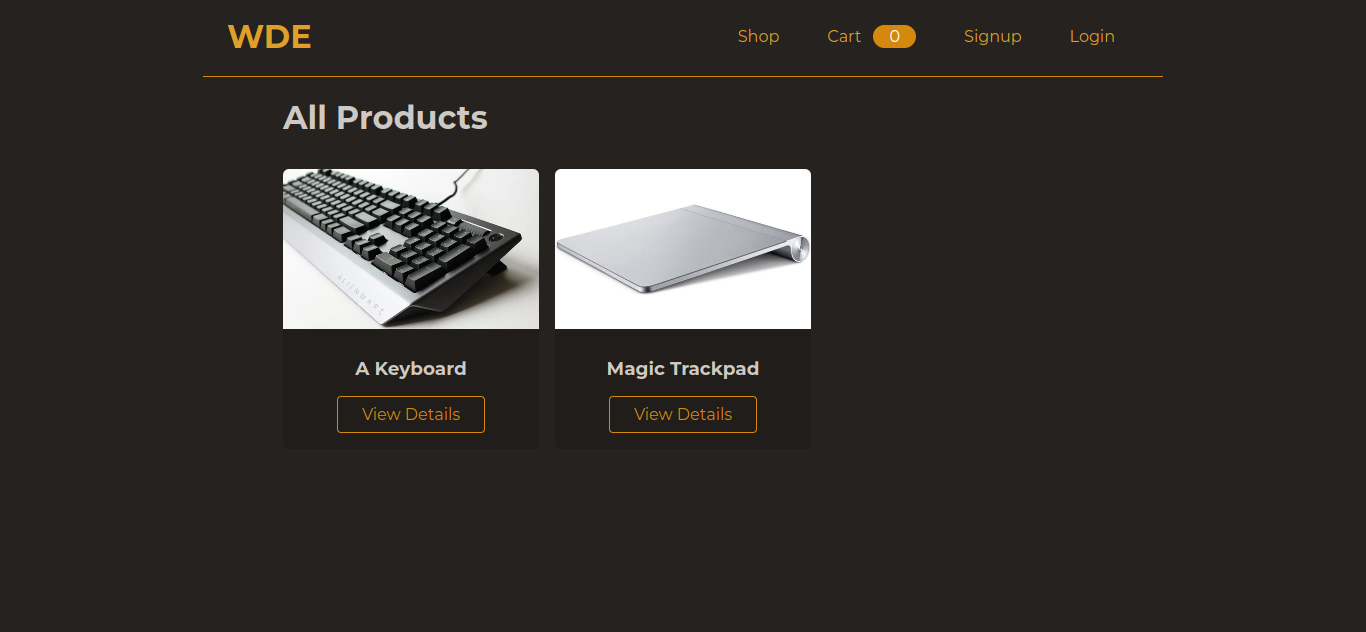 WDE
Shop Cart 0 Signup Login
All Products
ALIENWARE
A Keyboard
Magic Trackpad
View Details
View Details